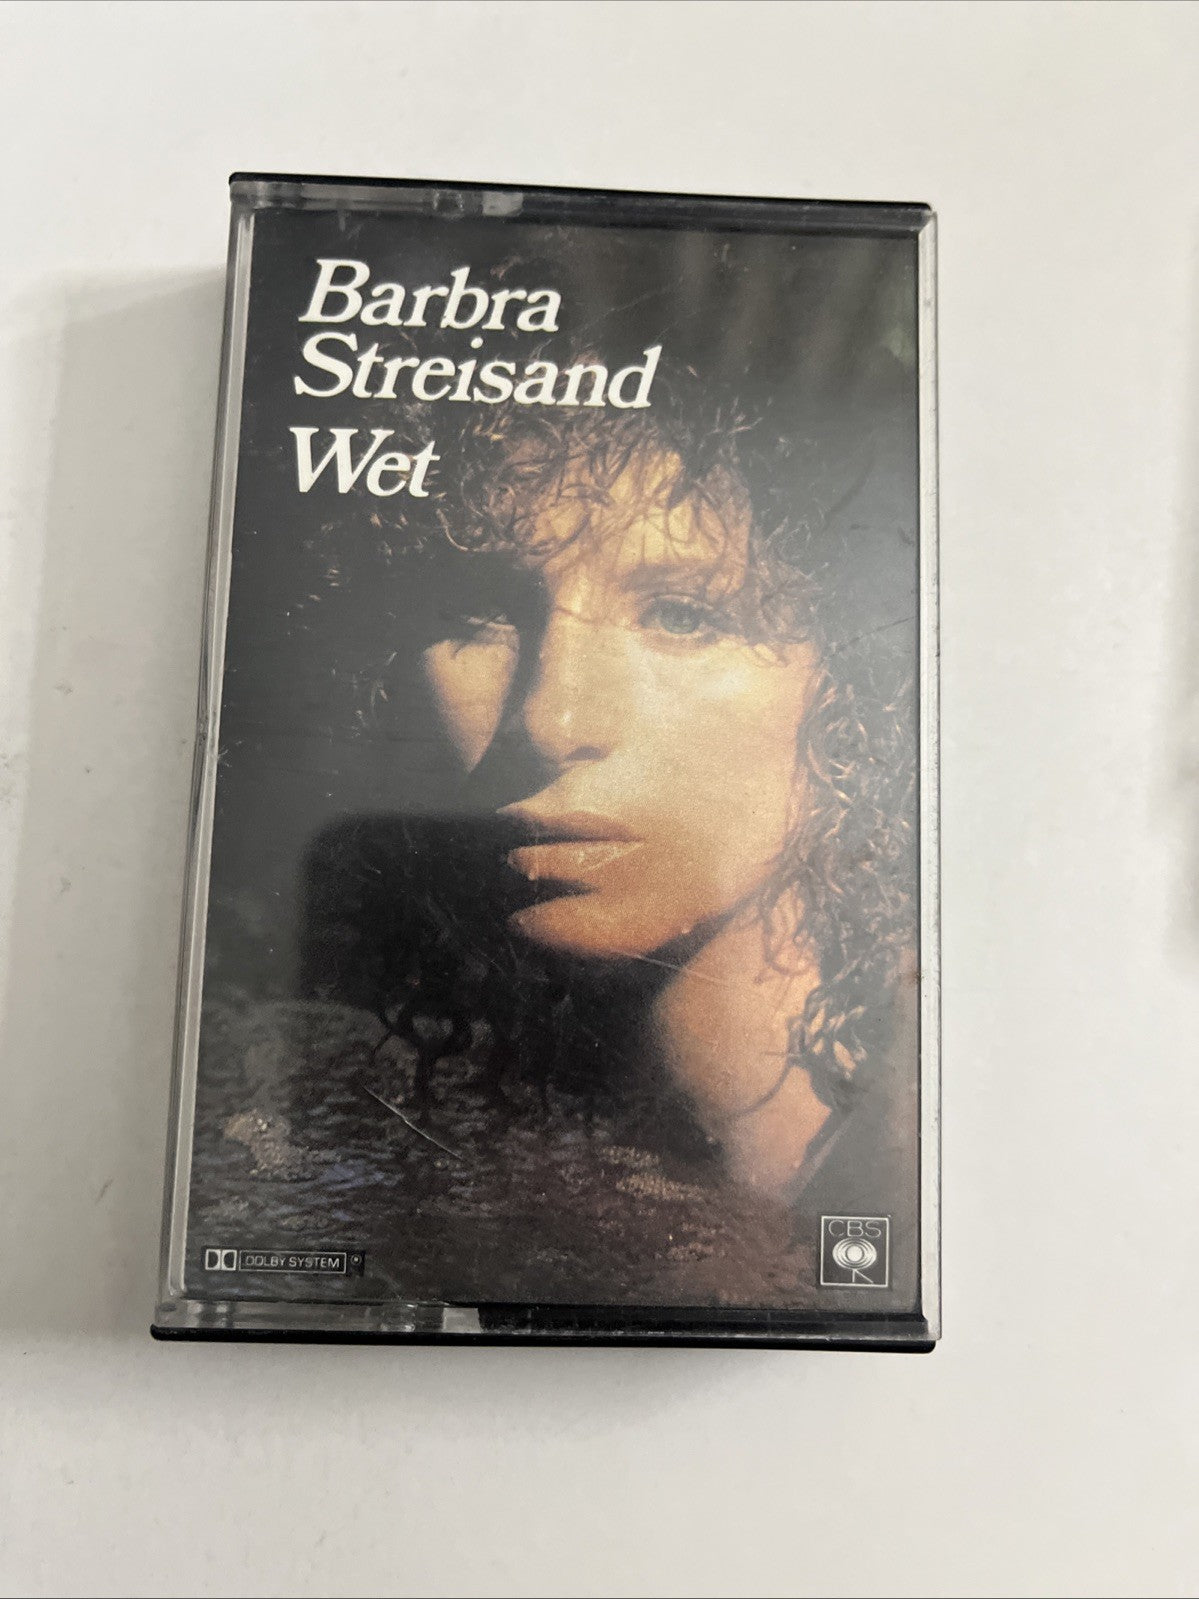 Barbra
Streisand
Wet
DOLBY SYSTEM
CBS